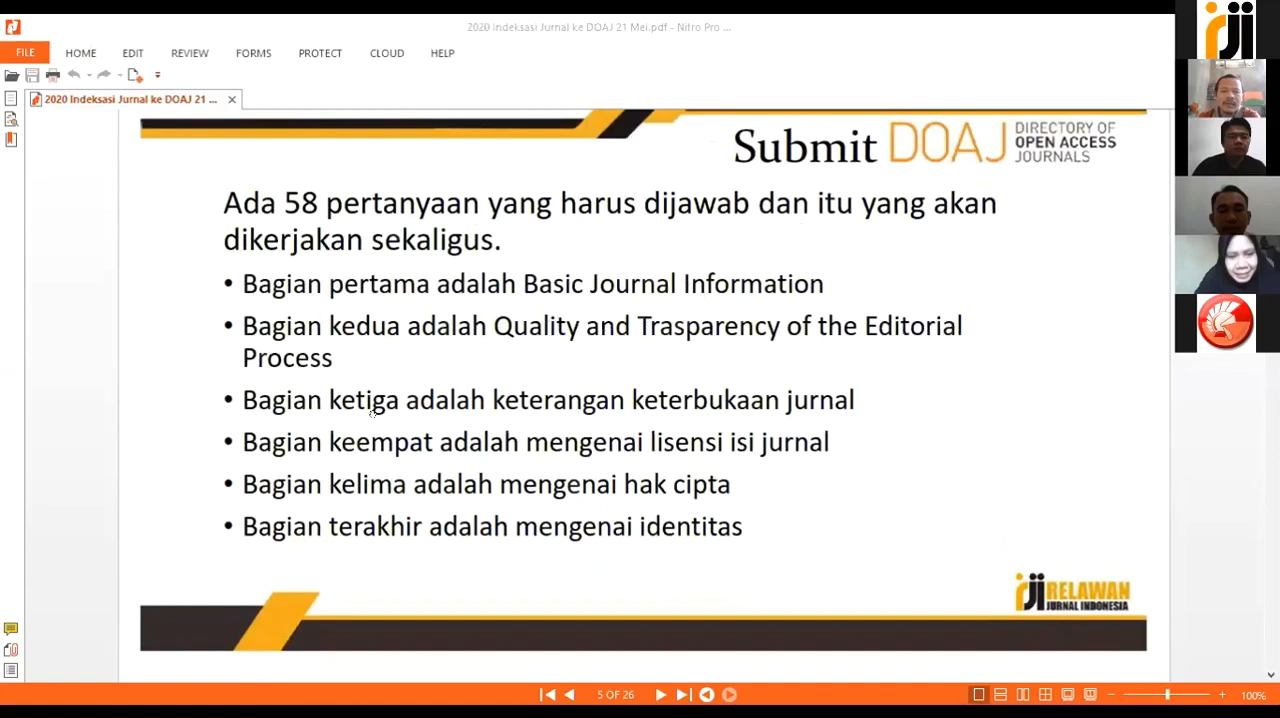 2020 Indeksasi Jurnal ke DOAJ 21 Mei.pdf - Nitro Pro ...
FILE HOME EDIT REVIEW FORMS PROTECT CLOUD HELP
2020 Indeksasi Jurnal ke DOAJ 21 ...
Submit DOAJ DIRECTORY OF
OPEN ACCESS
JOURNALS
Ada 58 pertanyaan yang harus dijawab dan itu yang akan
dikerjakan sekaligus.
• Bagian pertama adalah Basic Journal Information
• Bagian kedua adalah Quality and Trasparency of the Editorial
Process
• Bagian ketiga adalah keterangan keterbukaan jurnal
• Bagian keempat adalah mengenai lisensi isi jurnal
• Bagian kelima adalah mengenai hak cipta
• Bagian terakhir adalah mengenai identitas
rji RELAWAN
JURNAL INDONESIA
5 OF 26
100%
rji